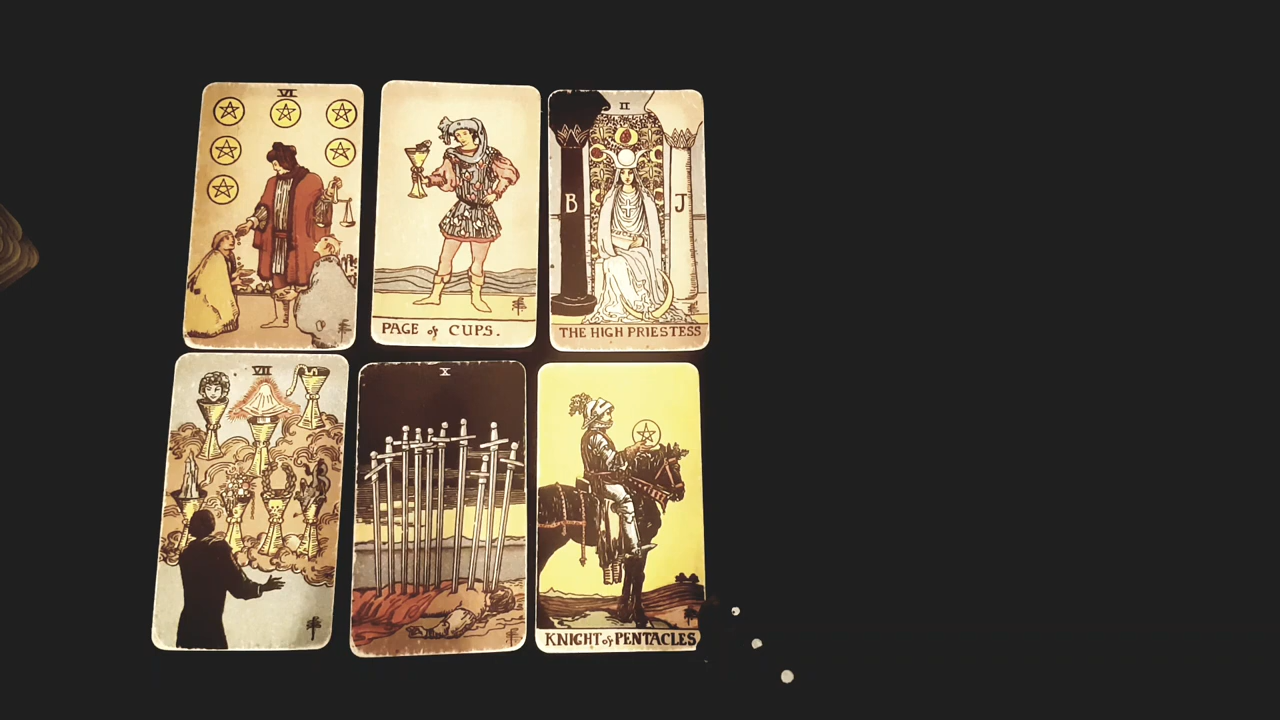 VI
PAGE of CUPS.
II
B J
THE HIGH PRIESTESS
VII
X
KNIGHT of PENTACLES